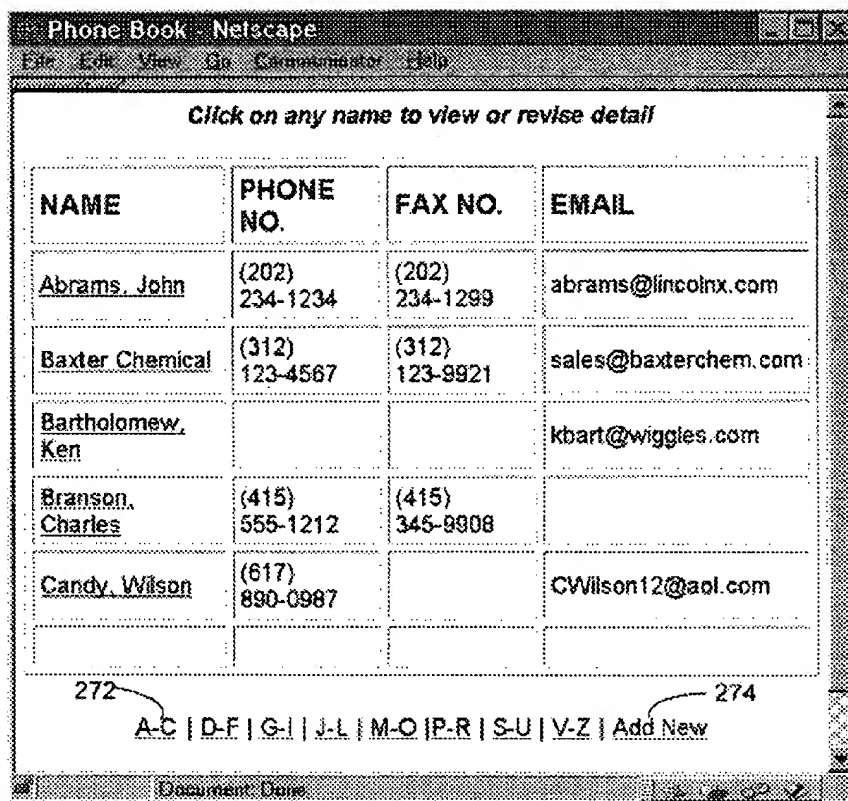 Phone Book - Netscape
File Edit View Go Communicator Help
Click on any name to view or revise detail
NAME PHONE NO. FAX NO. EMAIL
Abrams, John (202) 234-1234 (202) 234-1299 abrams@lincolnx.com
Baxter Chemical (312) 123-4567 (312) 123-9921 sales@baxterchem.com
Bartholomew, Ken kbart@wiggles.com
Branson, Charles (415) 555-1212 (415) 345-9908
Candy, Wilson (617) 890-0987 CWilson12@aol.com
272 274
A-C | D-F | G-I | J-L | M-O |P-R | S-U | V-Z | Add New
Document: Done